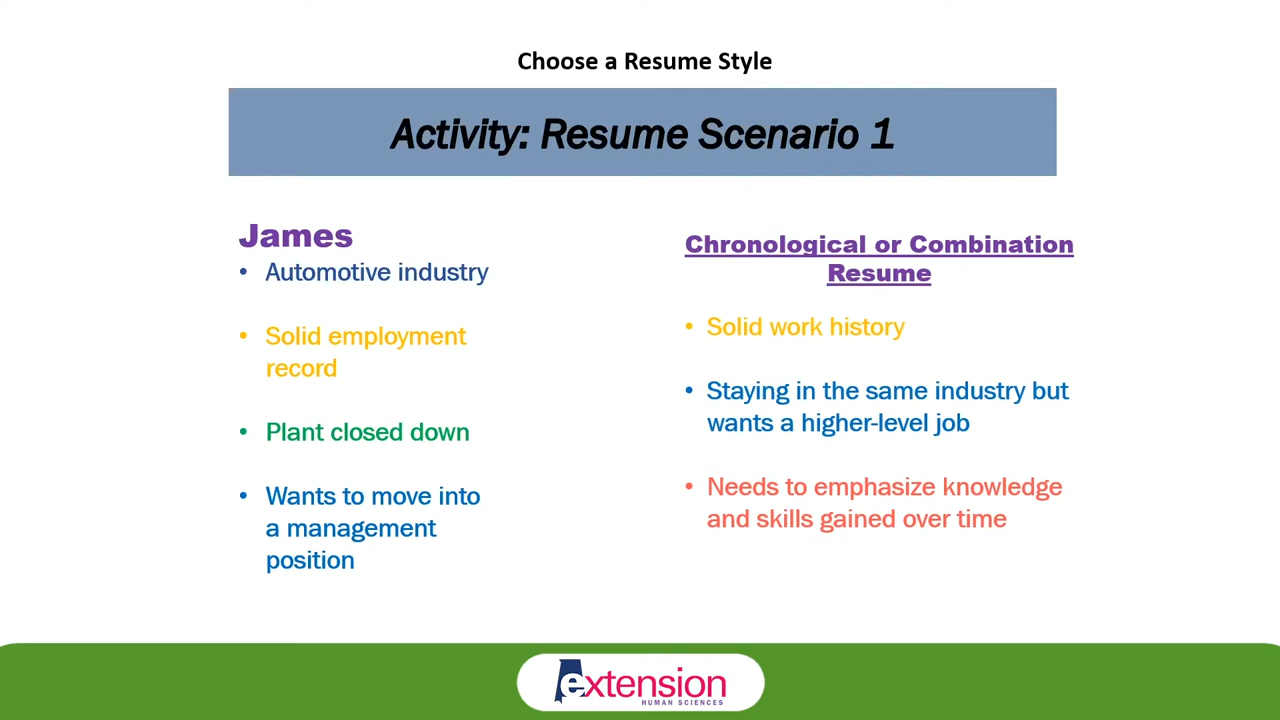 Choose a Resume Style
Activity: Resume Scenario 1
James
• Automotive industry
• Solid employment
record
• Plant closed down
• Wants to move into
a management
position
Chronological or Combination
Resume
• Solid work history
• Staying in the same industry but
wants a higher-level job
• Needs to emphasize knowledge
and skills gained over time
extension
HUMAN SCIENCES